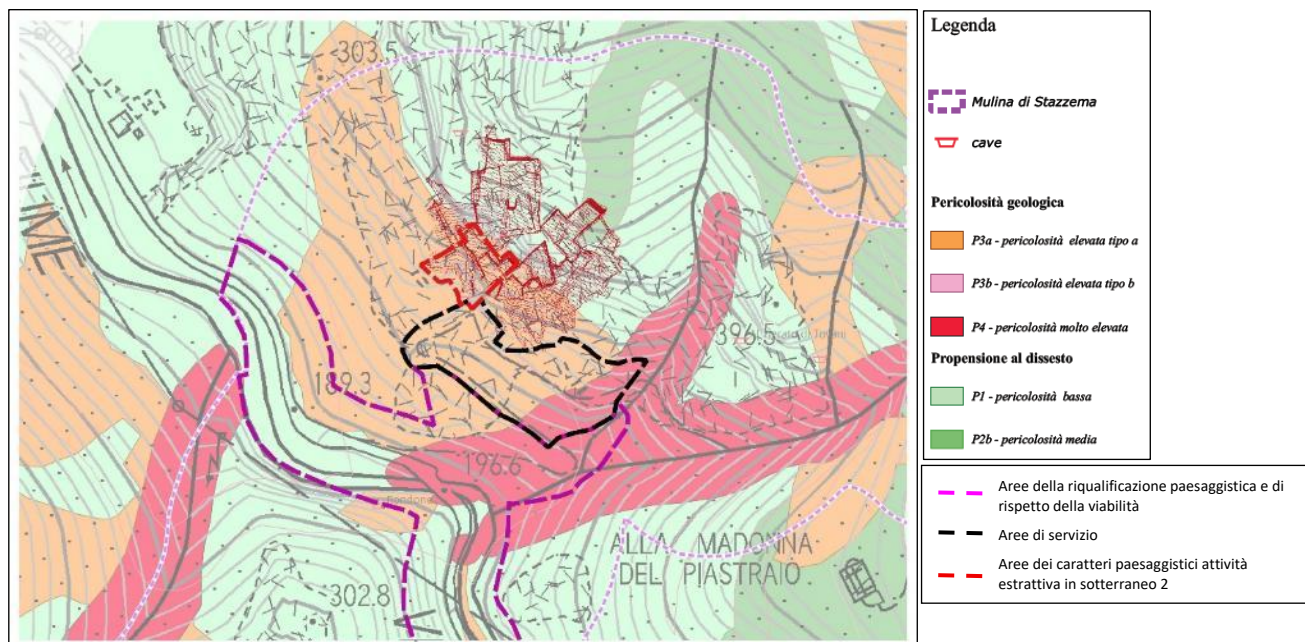 303.5
396.5
189.3
196.6
ALLA MADONNA
DEL PIASTRAIO
302.8
Legenda
Mulina di Stazzema
cave
Pericolosità geologica
P3a - pericolosità elevata tipo a
P3b - pericolosità elevata tipo b
P4 - pericolosità molto elevata
Propensione al dissesto
P1 - pericolosità bassa
P2b - pericolosità media
Aree della riqualificazione paesaggistica e di
rispetto della viabilità
Aree di servizio
Aree dei caratteri paesaggistici attività
estrattiva in sotterraneo 2